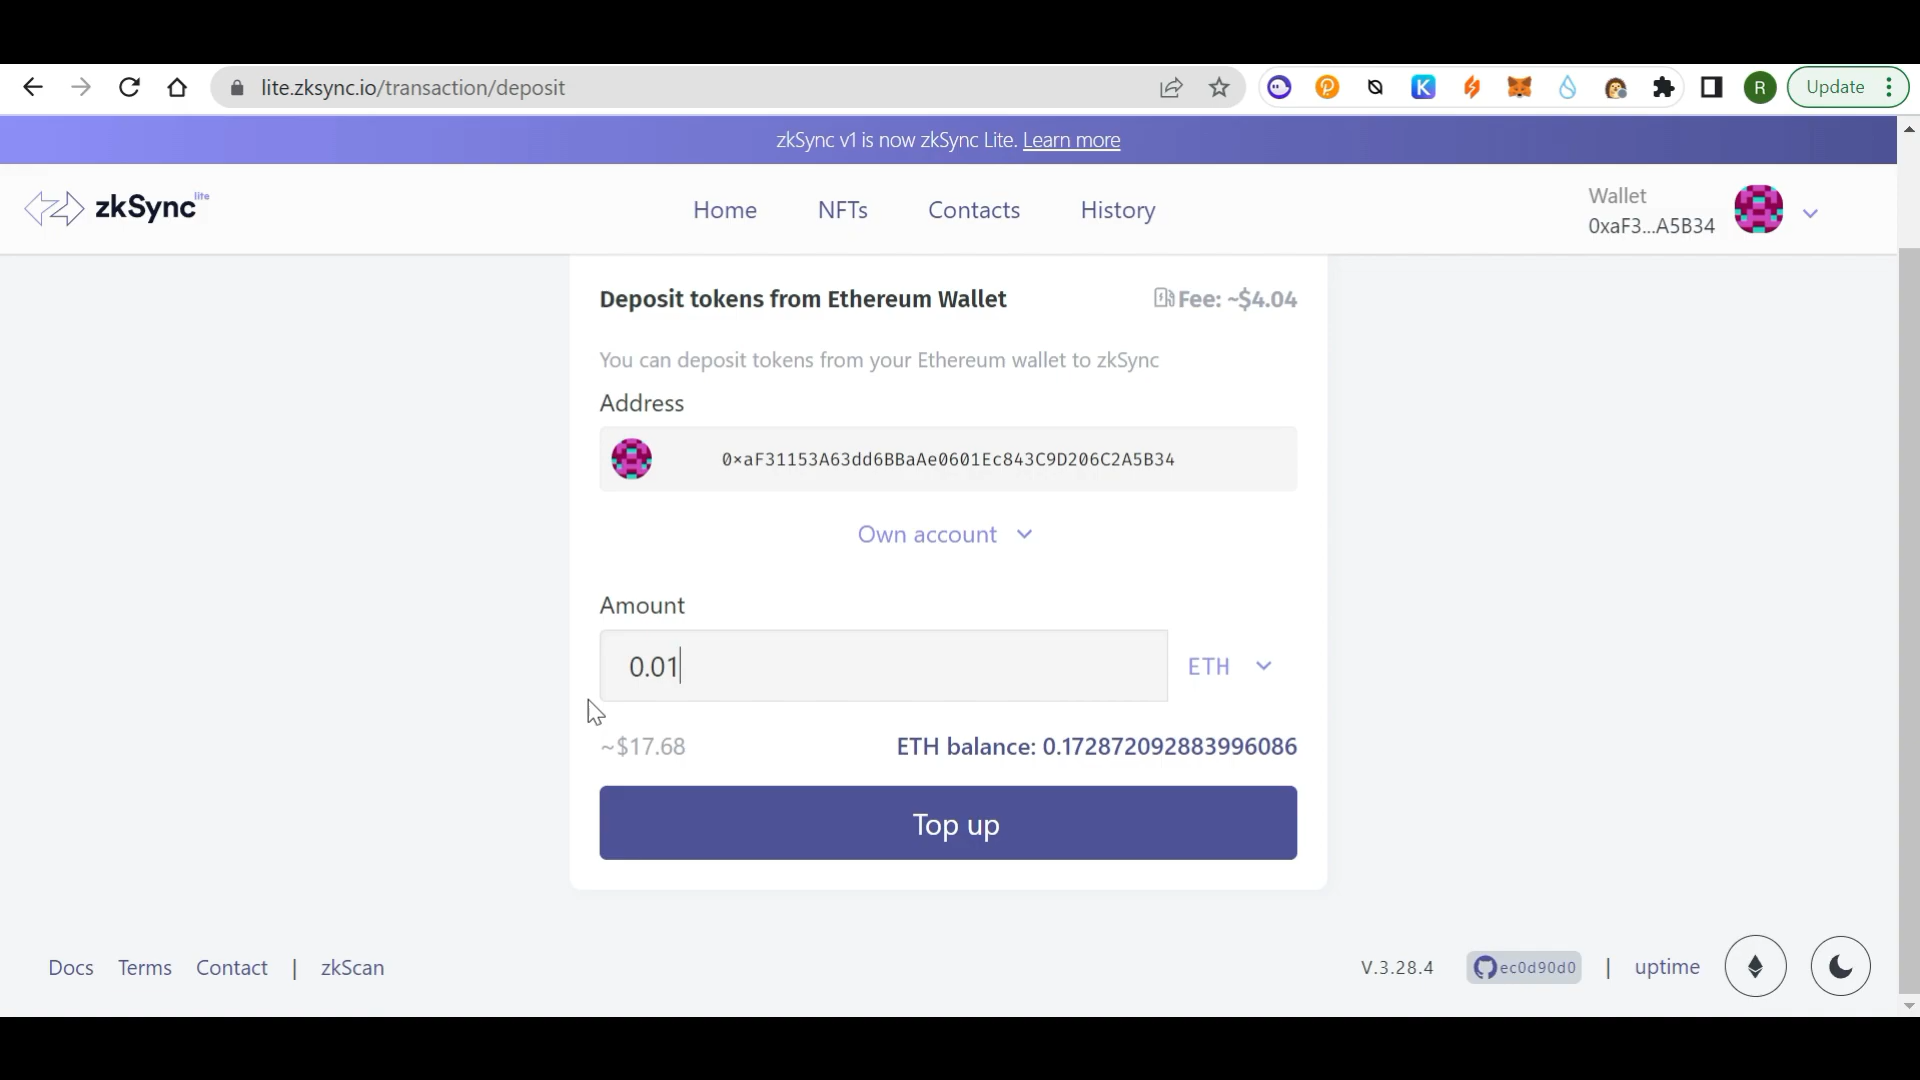 lite.zksync.io/transaction/deposit
R
Update
zkSync v1 is now zkSync Lite. Learn more
zkSync lite
Home
NFTs
Contacts
History
Wallet
0xaF3...A5B34
Deposit tokens from Ethereum Wallet
Fee: ~$4.04
You can deposit tokens from your Ethereum wallet to zkSync
Address
0xaF31153A63dd6BBaAe0601Ec843C9D206C2A5B34
Own account
Amount
0.01
ETH
~$17.68
ETH balance: 0.172872092883996086
Top up
Docs
Terms
Contact
|
zkScan
V.3.28.4
ec0d90d0
|
uptime